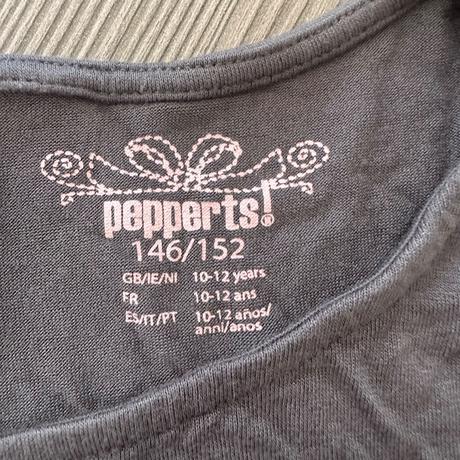 pepperts!®
146/152
GB/IE/NI 10-12 years
FR 10-12 ans
ES/IT/PT 10-12 años/
anni/anos